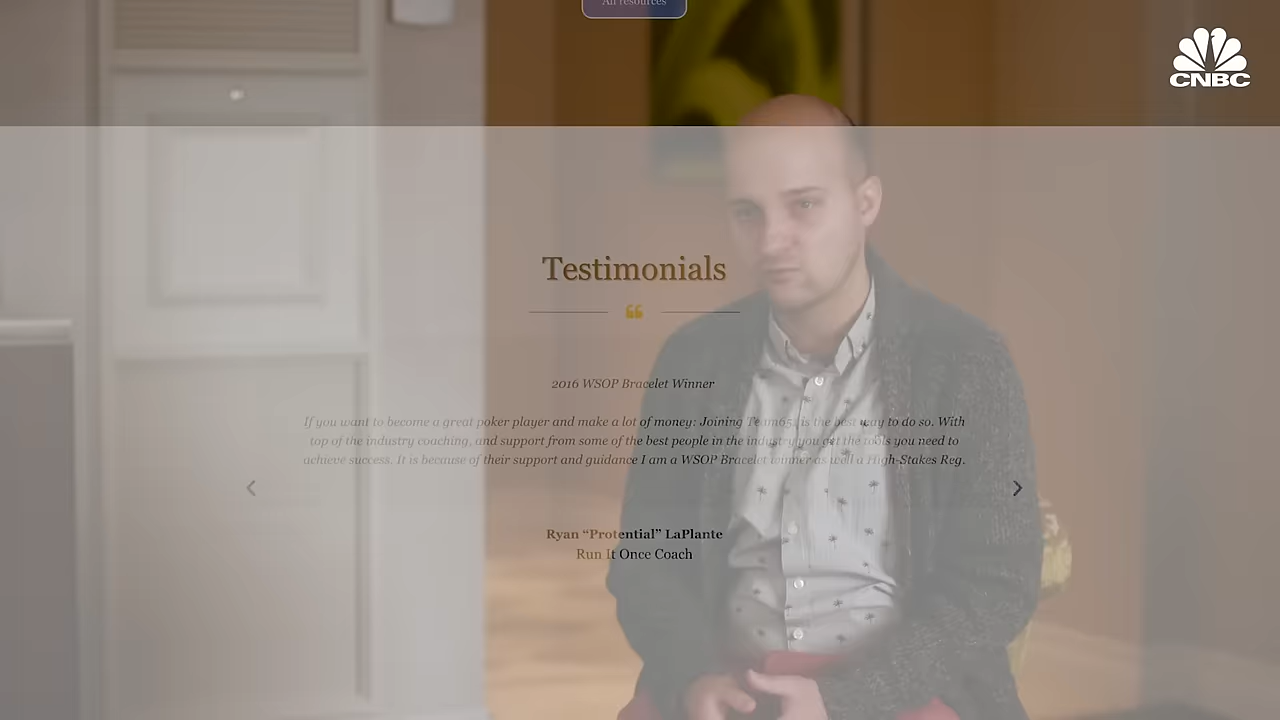 All resources
CNBC
Testimonials
2016 WSOP Bracelet Winner
If you want to become a great poker player and make a lot of money: Joining Team651 is the best way to do so. With
top of the industry coaching, and support from some of the best people in the industry you get the tools you need to
achieve success. It is because of their support and guidance I am a WSOP Bracelet winner as well a High-Stakes Reg.
Ryan “Protential” LaPlante
Run It Once Coach